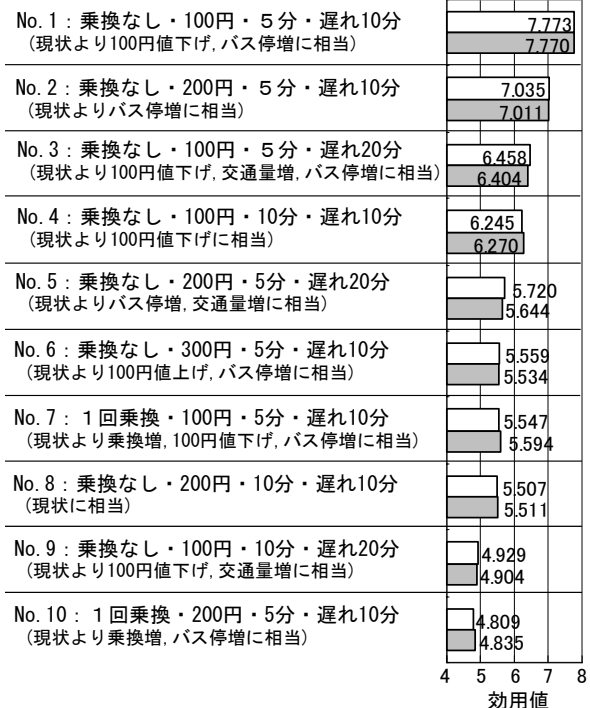 No.1：乗換なし・100円・５分・遅れ10分
(現状より100円値下げ,バス停増に相当)
7.773
7.770
No.2：乗換なし・200円・５分・遅れ10分
(現状よりバス停増に相当)
7.035
7.011
No.3：乗換なし・100円・５分・遅れ20分
(現状より100円値下げ,交通量増,バス停増に相当)
6.458
6.404
No.4：乗換なし・100円・10分・遅れ10分
(現状より100円値下げに相当)
6.245
6.270
No.5：乗換なし・200円・5分・遅れ20分
(現状よりバス停増,交通量増に相当)
5.720
5.644
No.6：乗換なし・300円・5分・遅れ10分
(現状より100円値上げ,バス停増に相当)
5.559
5.534
No.7：１回乗換・100円・5分・遅れ10分
(現状より乗換増,100円値下げ,バス停増に相当)
5.547
5.594
No.8：乗換なし・200円・10分・遅れ10分
(現状に相当)
5.507
5.511
No.9：乗換なし・100円・10分・遅れ20分
(現状より100円値下げ,交通量増に相当)
4.929
4.904
No.10：１回乗換・200円・5分・遅れ10分
(現状より乗換増,バス停増に相当)
4.809
4.835
4 5 6 7 8
効用値